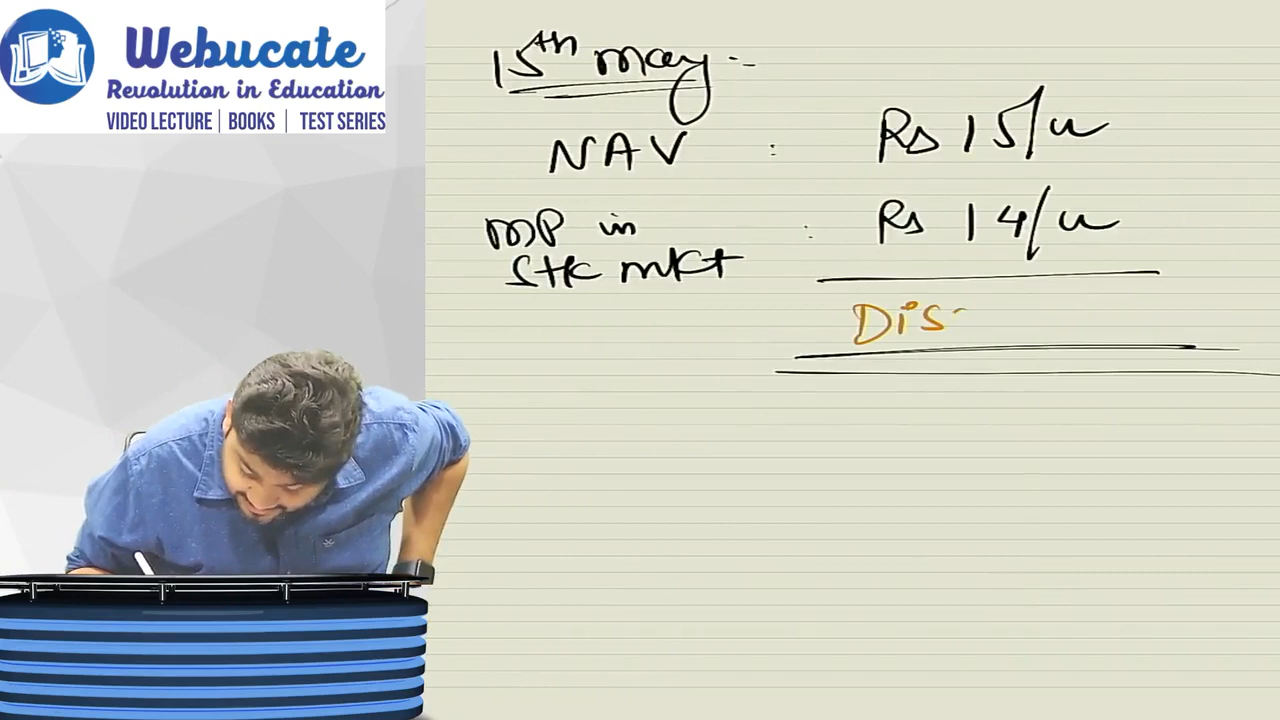 Webucate
Revolution in Education
VIDEO LECTURE | BOOKS | TEST SERIES
15th may :-
NAV : Rs 15/u
MP in : Rs 14/u
Stk mkt
Dis